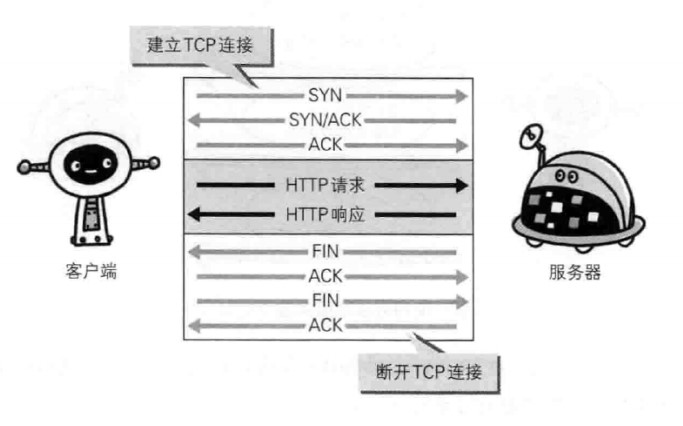 建立TCP连接
SYN
SYN/ACK
ACK
HTTP请求
HTTP响应
客户端
服务器
FIN
ACK
FIN
ACK
断开TCP连接